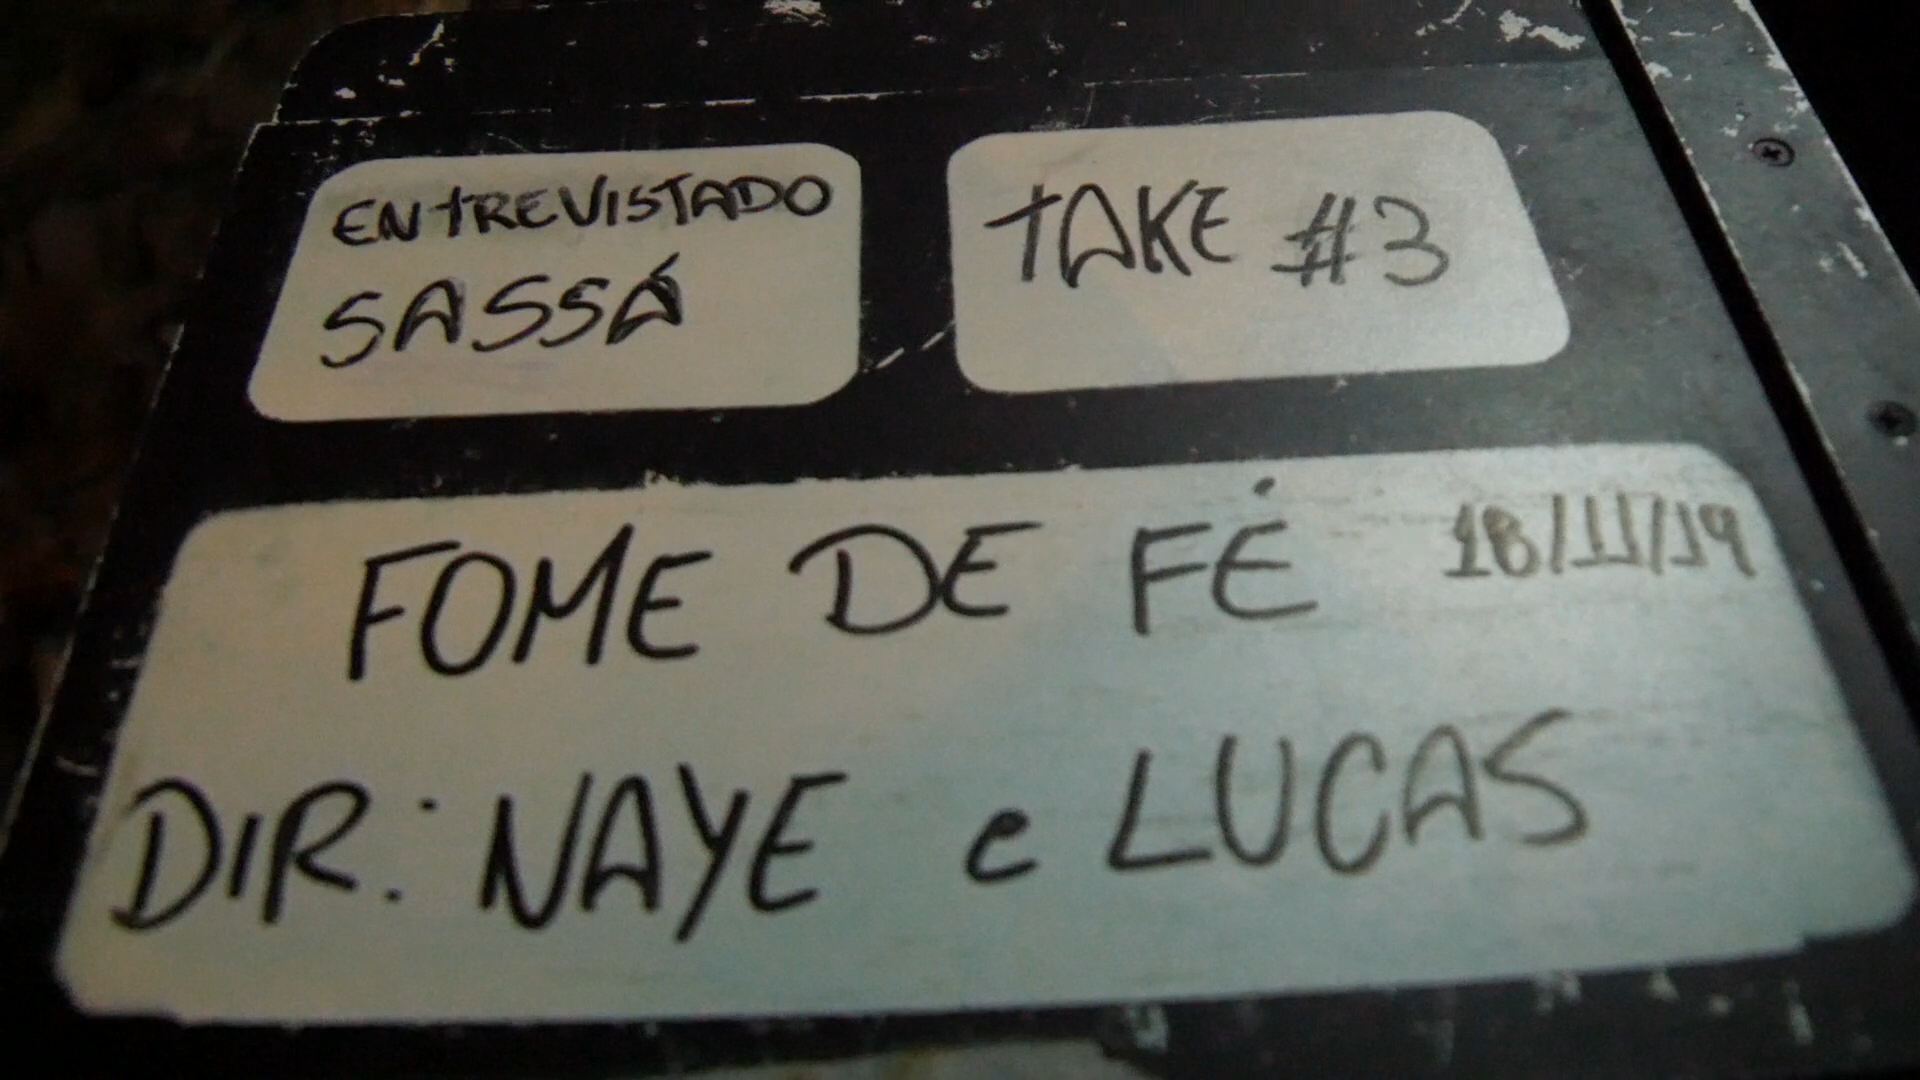 ENTREVISTADO
SASSÁ
TAKE #3
FOME DE FÉ 18/11/19
DIR: NAYE e LUCAS